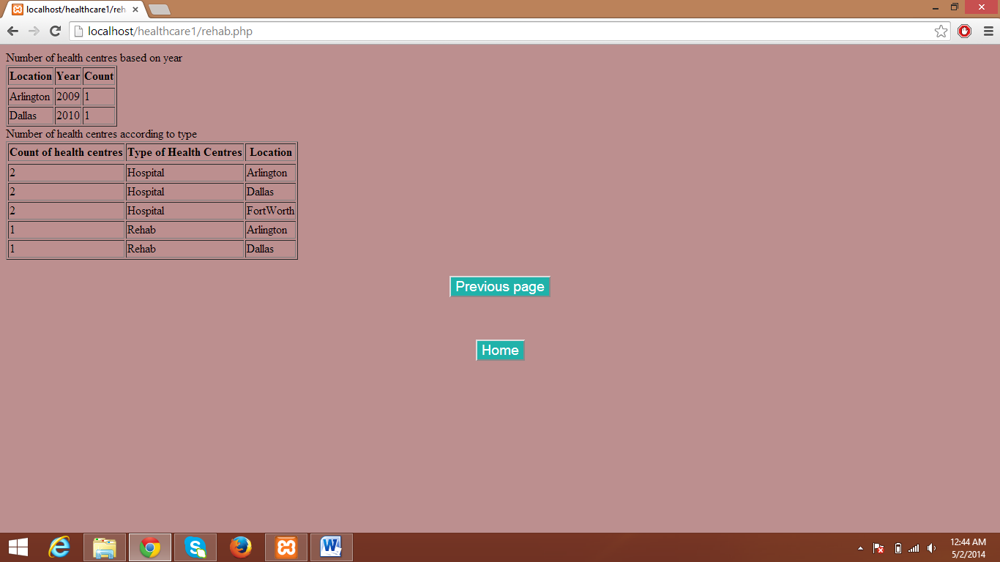 localhost/healthcare1/reh
localhost/healthcare1/rehab.php
Number of health centres based on year
Location Year Count
Arlington 2009 1
Dallas 2010 1
Number of health centres according to type
Count of health centres Type of Health Centres Location
2 Hospital Arlington
2 Hospital Dallas
2 Hospital FortWorth
1 Rehab Arlington
1 Rehab Dallas
Previous page
Home
12:44 AM
5/2/2014